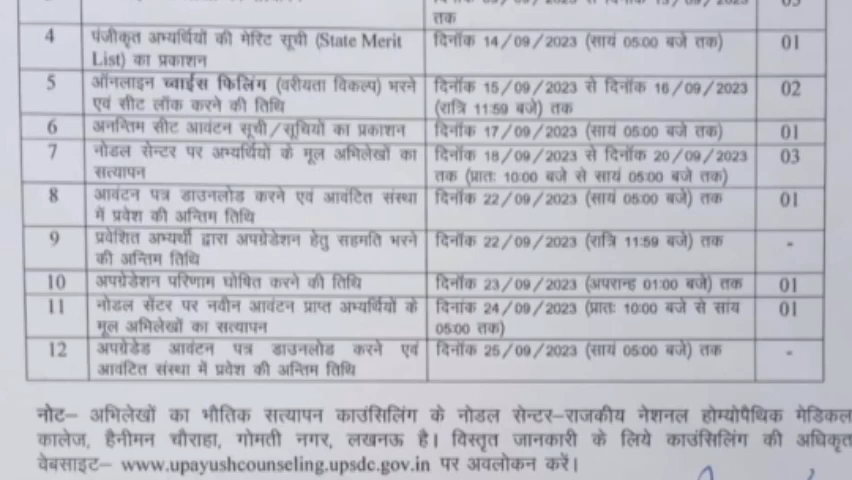 तक
4 पंजीकृत अभ्यर्थियों की मेरिट सूची (State Merit दिनॉक 14/09/2023 (सायं 05:00 बजे तक) 01
List) का प्रकाशन
5 ऑनलाइन च्वाईस फिलिंग (वरीयता विकल्प) भरने दिनॉक 15/09/2023 से दिनॉक 16/09/2023 02
एवं सीट लॉक करने की तिथि (रात्रि 11:59 बजे) तक
6 अनन्तिम सीट आवंटन सूची/सूचियों का प्रकाशन दिनॉक 17/09/2023 (सायं 05:00 बजे तक) 01
7 नोडल सेन्टर पर अभ्यर्थियों के मूल अभिलेखों का दिनॉक 18/09/2023 से दिनॉक 20/09/2023 03
सत्यापन तक (प्रातः 10:00 बजे से सायं 05:00 बजे तक)
8 आवंटन पत्र डाउनलोड करने एवं आवंटित संस्था दिनॉक 22/09/2023 (सायं 05:00 बजे) तक 01
में प्रवेश की अन्तिम तिथि
9 प्रवेशित अभ्यर्थी द्वारा अपग्रेडेशन हेतु सहमति भरने दिनॉक 22/09/2023 (रात्रि 11:59 बजे) तक -
की अन्तिम तिथि
10 अपग्रेडेशन परिणाम घोषित करने की तिथि दिनॉक 23/09/2023 (अपरान्ह 01:00 बजे) तक 01
11 नोडल सेंटर पर नवीन आवंटन प्राप्त अभ्यर्थियों के दिनांक 24/09/2023 (प्रातः 10:00 बजे से सांय 01
मूल अभिलेखों का सत्यापन 05:00 तक)
12 अपग्रेडेड आवंटन पत्र डाउनलोड करने एवं दिनॉक 25/09/2023 (सायं 05:00 बजे) तक -
आवंटित संस्था में प्रवेश की अन्तिम तिथि
नोट– अभिलेखों का भौतिक सत्यापन काउंसिलिंग के नोडल सेन्टर–राजकीय नेशनल होम्योपैथिक मेडिकल
कालेज, हैनीमन चौराहा, गोमती नगर, लखनऊ है। विस्तृत जानकारी के लिये काउंसिलिंग की अधिकृत
वेबसाइट– www.upayushcounseling.upsdc.gov.in पर अवलोकन करें।